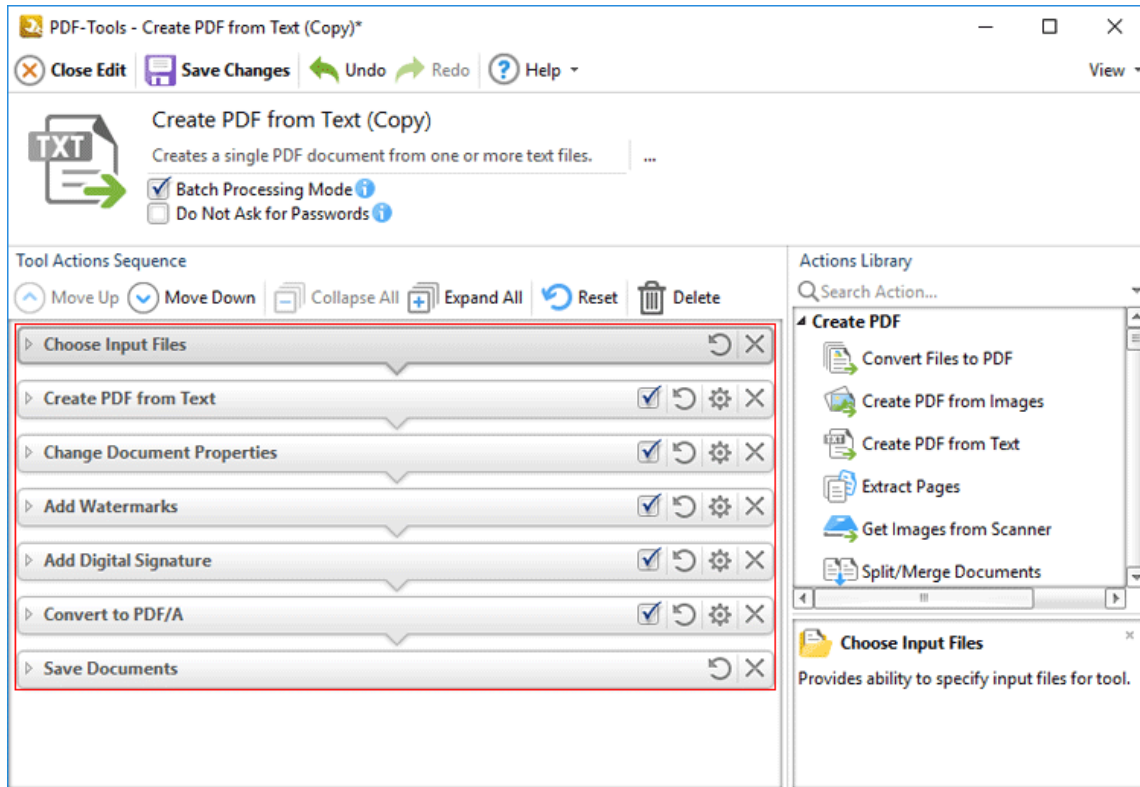 PDF-Tools - Create PDF from Text (Copy)*
Close Edit Save Changes Undo Redo ? Help View
TXT
Create PDF from Text (Copy)
Creates a single PDF document from one or more text files. ...
Batch Processing Mode i
Do Not Ask for Passwords i
Tool Actions Sequence
Move Up Move Down Collapse All Expand All Reset Delete
Choose Input Files
Create PDF from Text
Change Document Properties
Add Watermarks
Add Digital Signature
Convert to PDF/A
Save Documents
Actions Library
Search Action...
Create PDF
Convert Files to PDF
Create PDF from Images
TXT Create PDF from Text
Extract Pages
Get Images from Scanner
Split/Merge Documents
Choose Input Files
Provides ability to specify input files for tool.